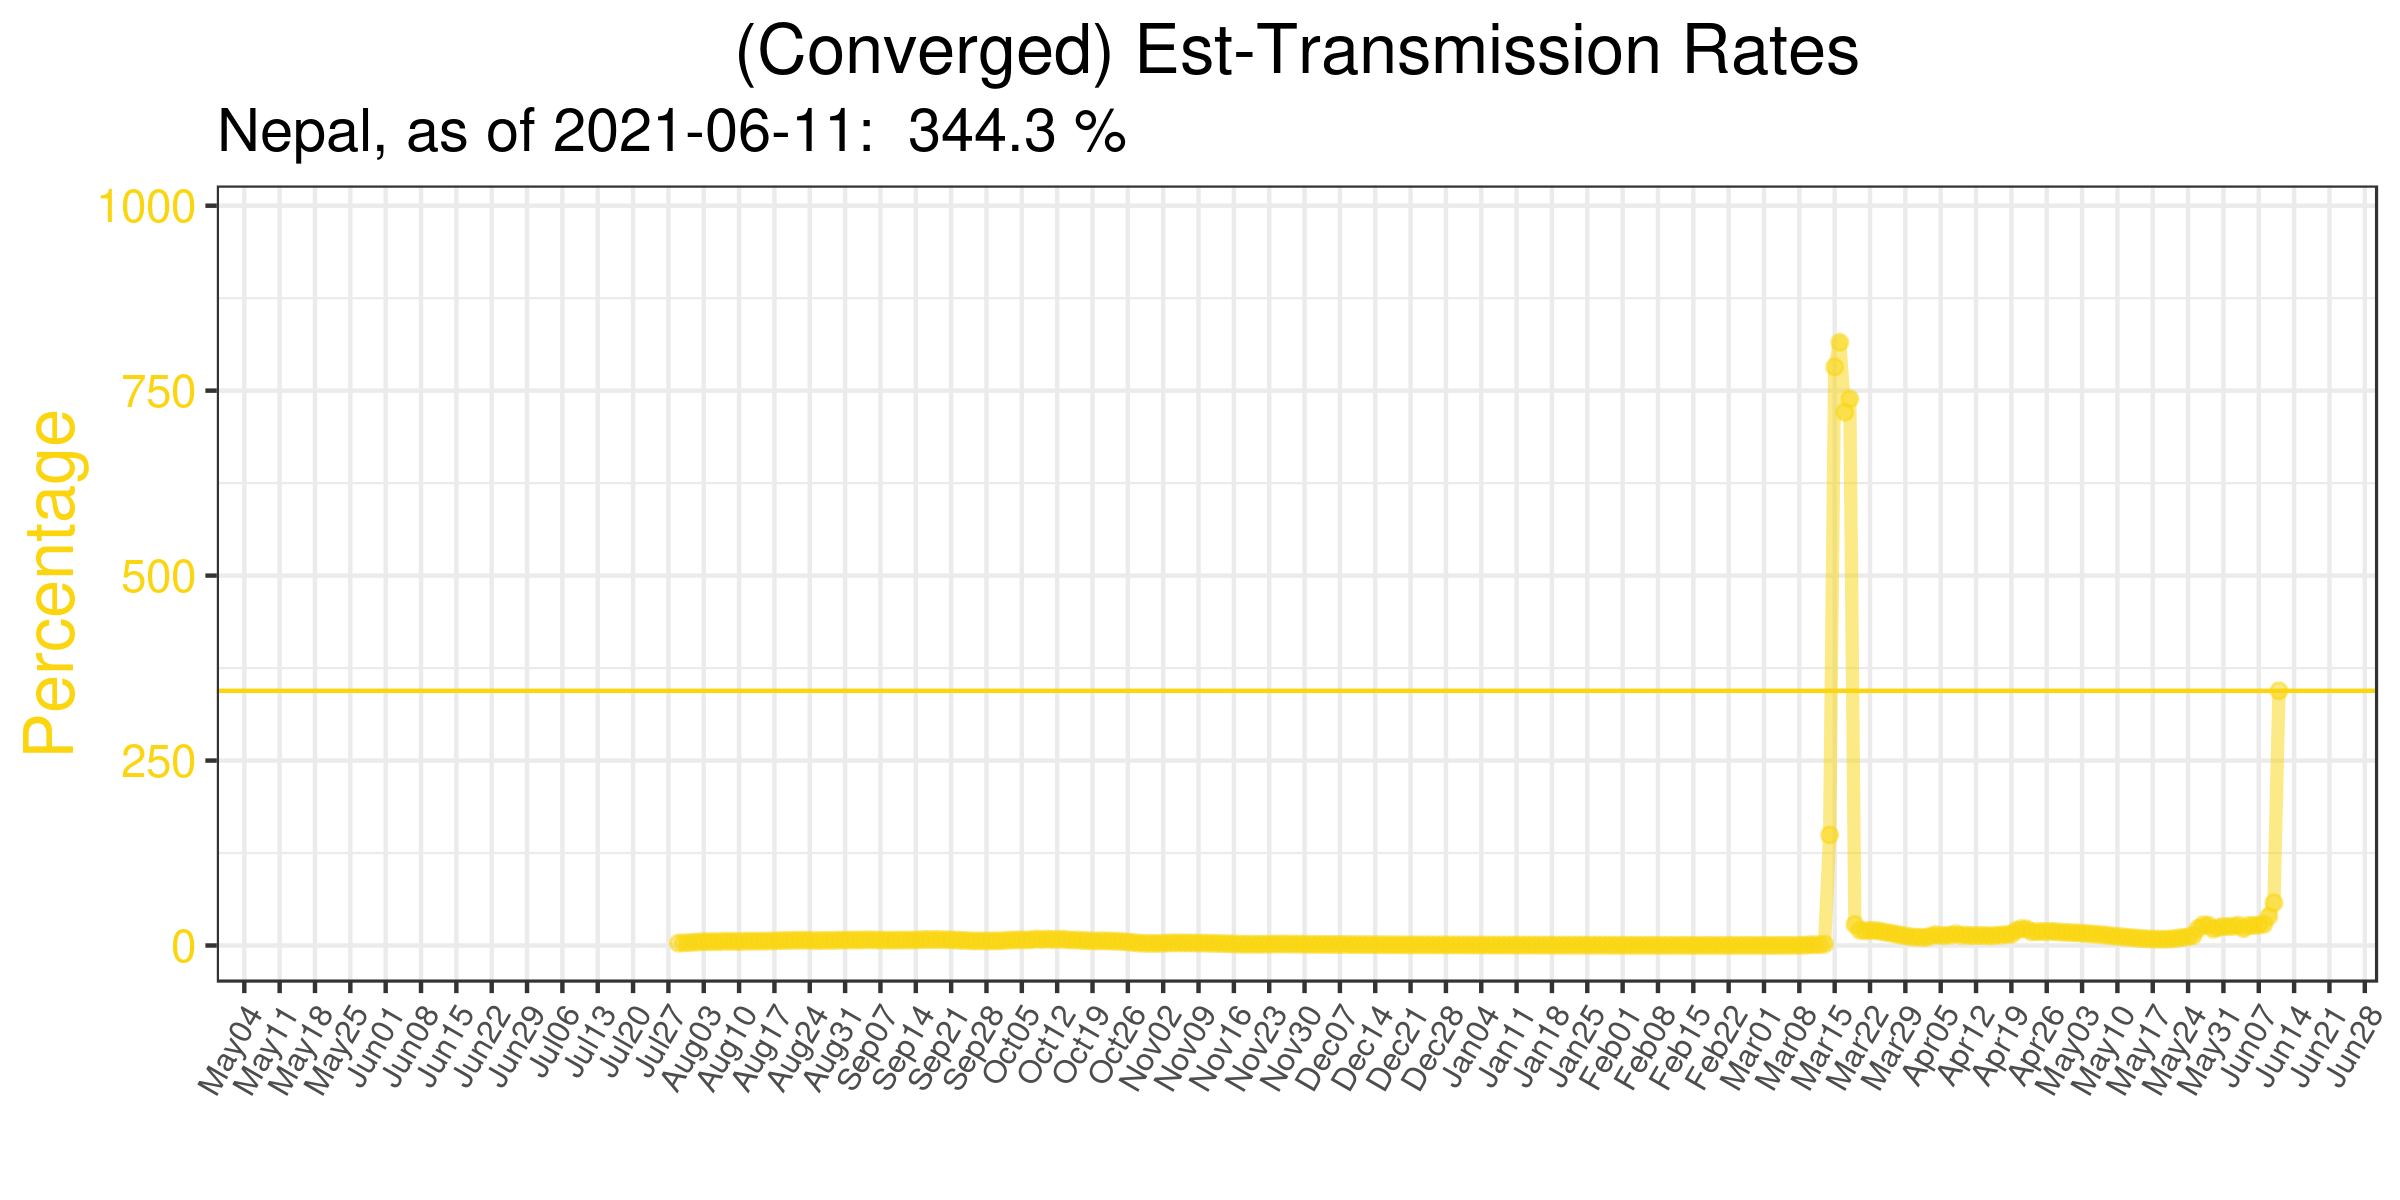 (Converged) Est-Transmission Rates
Nepal, as of 2021-06-11:  344.3 %
Percentage
1000
750
500
250
0
May04
May11
May18
May25
Jun01
Jun08
Jun15
Jun22
Jun29
Jul06
Jul13
Jul20
Jul27
Aug03
Aug10
Aug17
Aug24
Aug31
Sep07
Sep14
Sep21
Sep28
Oct05
Oct12
Oct19
Oct26
Nov02
Nov09
Nov16
Nov23
Nov30
Dec07
Dec14
Dec21
Dec28
Jan04
Jan11
Jan18
Jan25
Feb01
Feb08
Feb15
Feb22
Mar01
Mar08
Mar15
Mar22
Mar29
Apr05
Apr12
Apr19
Apr26
May03
May10
May17
May24
May31
Jun07
Jun14
Jun21
Jun28